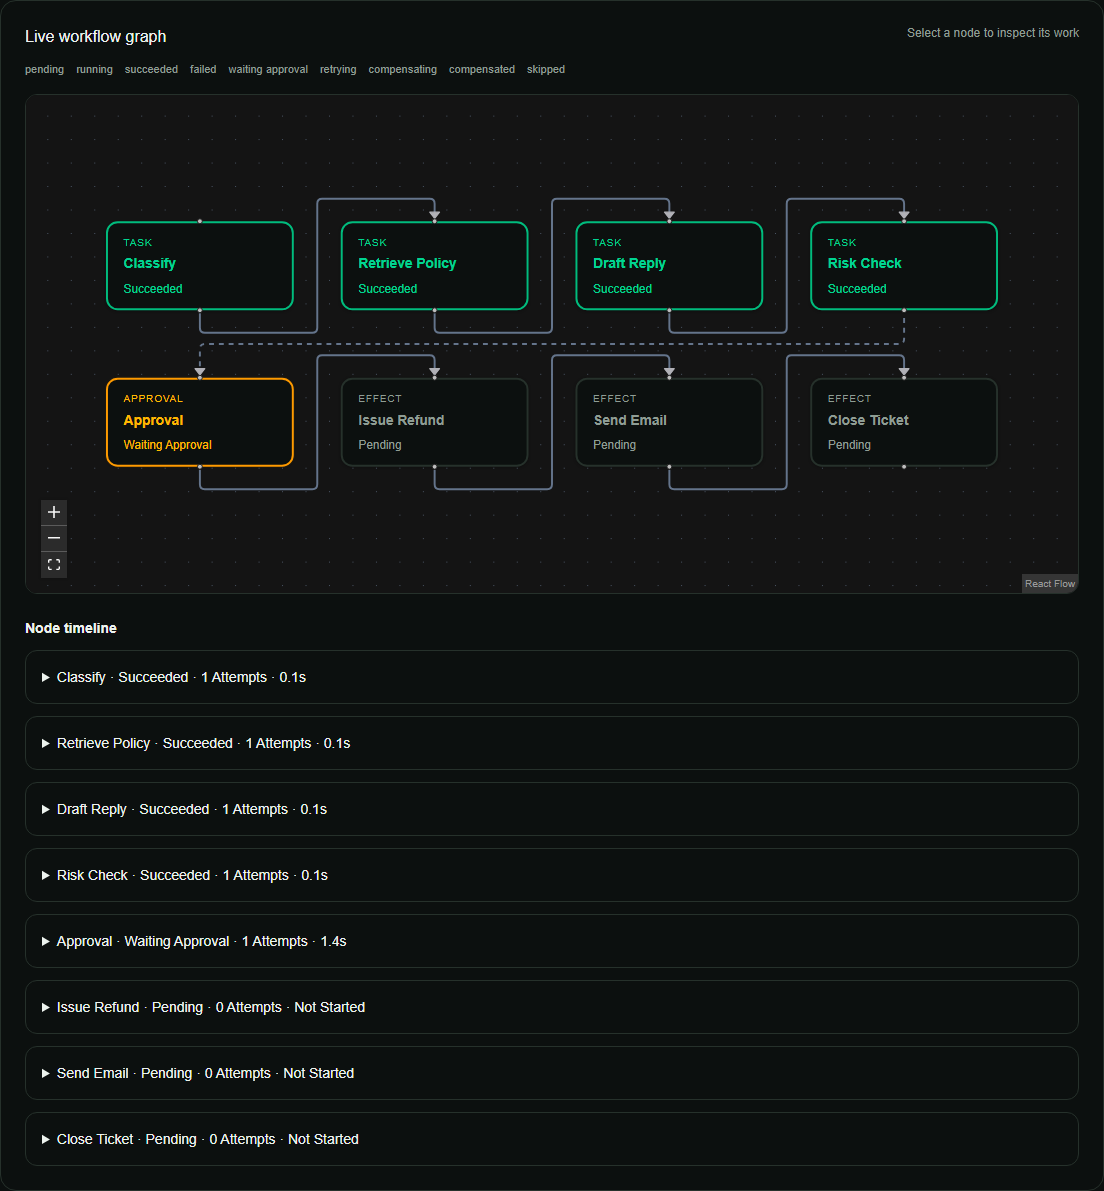 Live workflow graph
Select a node to inspect its work
pending running succeeded failed waiting approval retrying compensating compensated skipped
TASK
Classify
Succeeded
TASK
Retrieve Policy
Succeeded
TASK
Draft Reply
Succeeded
TASK
Risk Check
Succeeded
APPROVAL
Approval
Waiting Approval
EFFECT
Issue Refund
Pending
EFFECT
Send Email
Pending
EFFECT
Close Ticket
Pending
React Flow
Node timeline
Classify · Succeeded · 1 Attempts · 0.1s
Retrieve Policy · Succeeded · 1 Attempts · 0.1s
Draft Reply · Succeeded · 1 Attempts · 0.1s
Risk Check · Succeeded · 1 Attempts · 0.1s
Approval · Waiting Approval · 1 Attempts · 1.4s
Issue Refund · Pending · 0 Attempts · Not Started
Send Email · Pending · 0 Attempts · Not Started
Close Ticket · Pending · 0 Attempts · Not Started